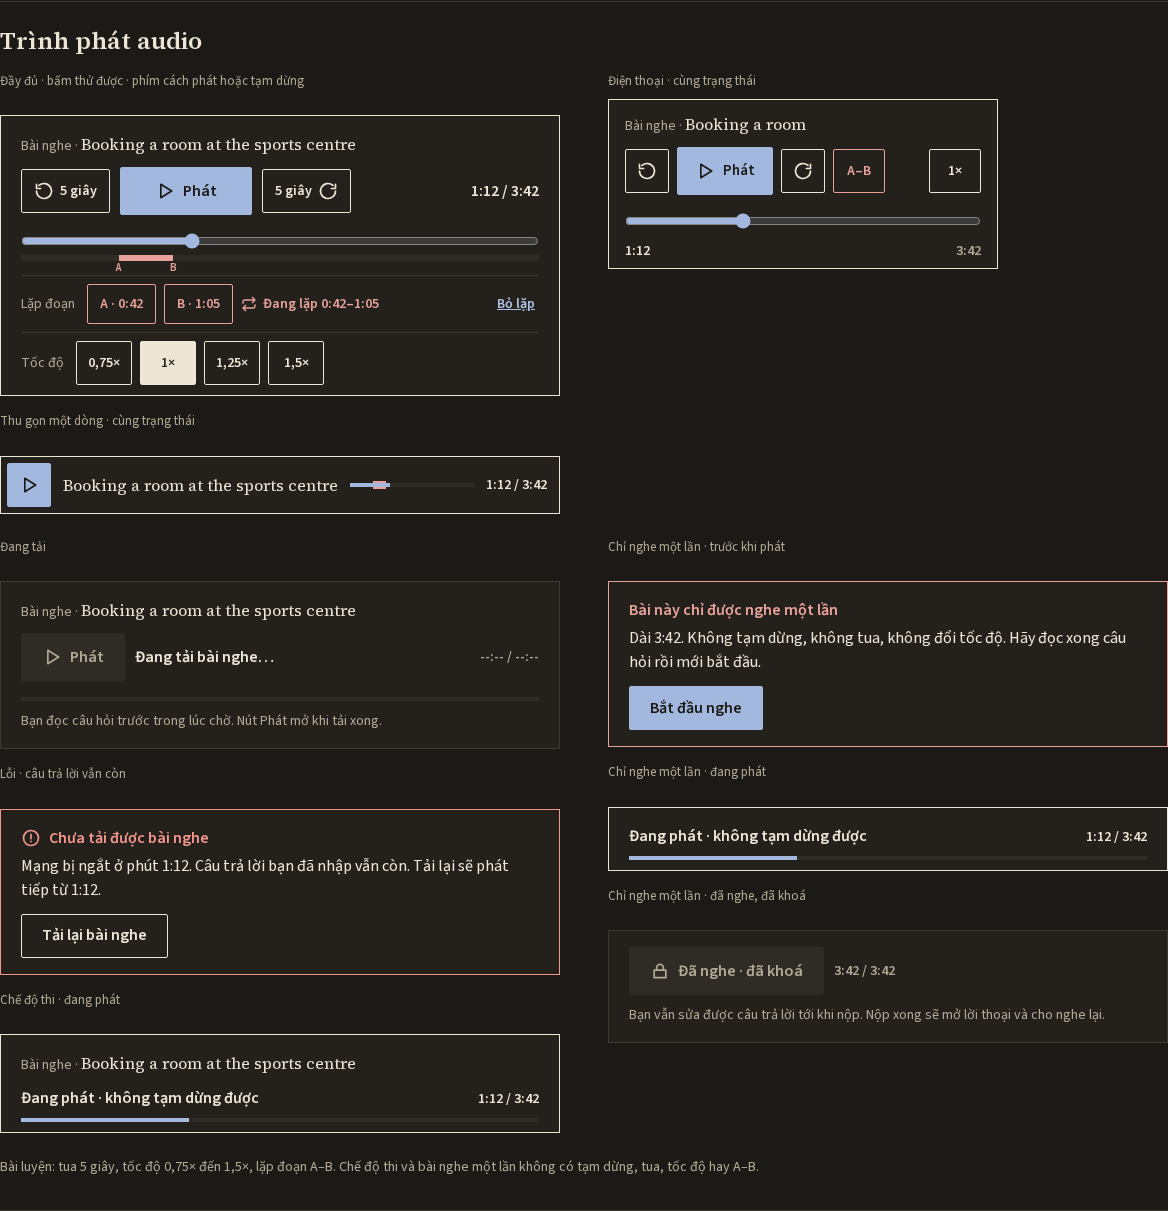 Trình phát audio
Đầy đủ · bấm thử được · phím cách phát hoặc tạm dừng
Bài nghe · Booking a room at the sports centre
5 giây
Phát
5 giây
1:12 / 3:42
A
B
Lặp đoạn
A · 0:42
B · 1:05
Đang lặp 0:42–1:05
Bỏ lặp
Tốc độ
0,75×
1×
1,25×
1,5×
Điện thoại · cùng trạng thái
Bài nghe · Booking a room
Phát
A–B
1×
1:12
3:42
Thu gọn một dòng · cùng trạng thái
Booking a room at the sports centre
1:12 / 3:42
Đang tải
Bài nghe · Booking a room at the sports centre
Phát
Đang tải bài nghe…
--:-- / --:--
Bạn đọc câu hỏi trước trong lúc chờ. Nút Phát mở khi tải xong.
Lỗi · câu trả lời vẫn còn
Chưa tải được bài nghe
Mạng bị ngắt ở phút 1:12. Câu trả lời bạn đã nhập vẫn còn. Tải lại sẽ phát
tiếp từ 1:12.
Tải lại bài nghe
Chế độ thi · đang phát
Bài nghe · Booking a room at the sports centre
Đang phát · không tạm dừng được
1:12 / 3:42
Chỉ nghe một lần · trước khi phát
Bài này chỉ được nghe một lần
Dài 3:42. Không tạm dừng, không tua, không đổi tốc độ. Hãy đọc xong câu
hỏi rồi mới bắt đầu.
Bắt đầu nghe
Chỉ nghe một lần · đang phát
Đang phát · không tạm dừng được
1:12 / 3:42
Chỉ nghe một lần · đã nghe, đã khoá
Đã nghe · đã khoá
3:42 / 3:42
Bạn vẫn sửa được câu trả lời tới khi nộp. Nộp xong sẽ mở lời thoại và cho nghe lại.
Bài luyện: tua 5 giây, tốc độ 0,75× đến 1,5×, lặp đoạn A–B. Chế độ thi và bài nghe một lần không có tạm dừng, tua, tốc độ hay A–B.